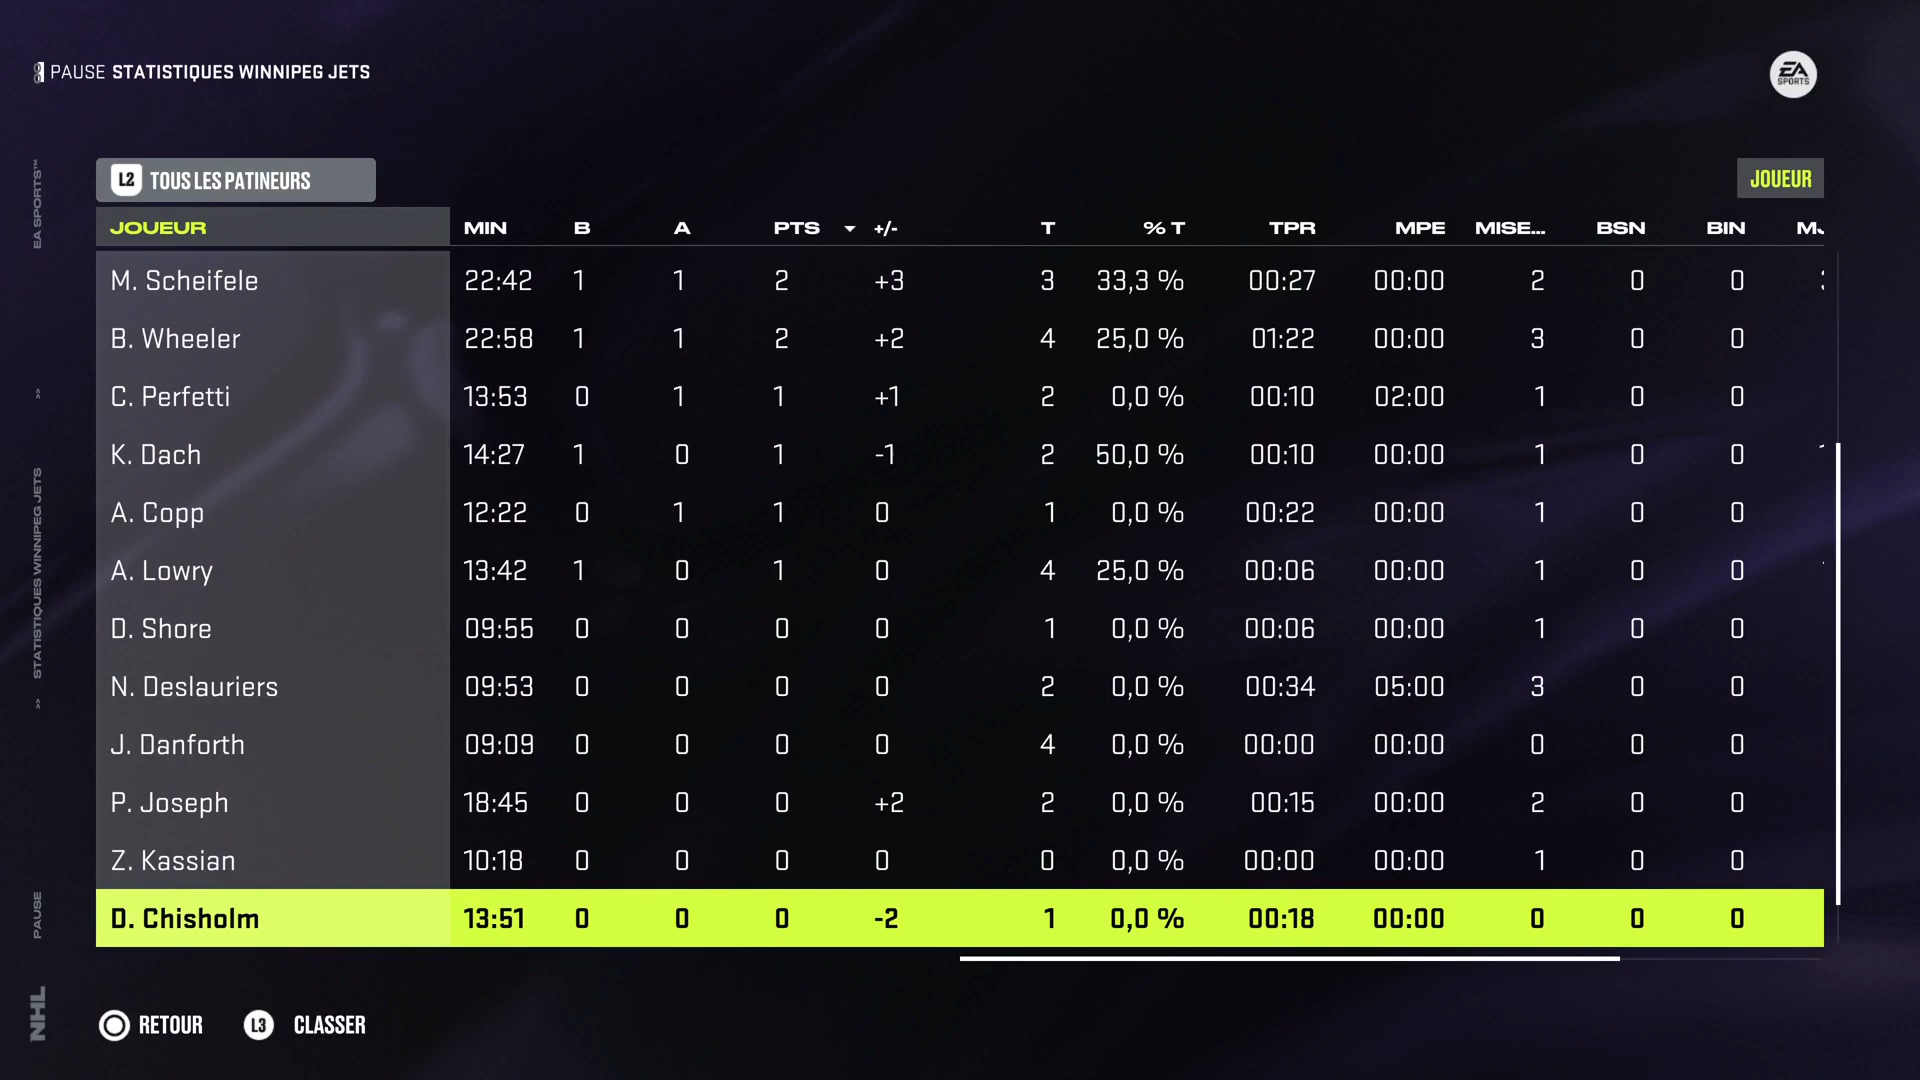 PAUSE STATISTIQUES WINNIPEG JETS
EA SPORTS
L2 TOUS LES PATINEURS
JOUEUR
JOUEUR MIN B A PTS +/- T % T TPR MPE MISE... BSN BIN
M. Scheifele 22:42 1 1 2 +3 3 33,3 % 00:27 00:00 2 0 0
B. Wheeler 22:58 1 1 2 +2 4 25,0 % 01:22 00:00 3 0 0
C. Perfetti 13:53 0 1 1 +1 2 0,0 % 00:10 02:00 1 0 0
K. Dach 14:27 1 0 1 -1 2 50,0 % 00:10 00:00 1 0 0
A. Copp 12:22 0 1 1 0 1 0,0 % 00:22 00:00 1 0 0
A. Lowry 13:42 1 0 1 0 4 25,0 % 00:06 00:00 1 0 0
D. Shore 09:55 0 0 0 0 1 0,0 % 00:06 00:00 1 0 0
N. Deslauriers 09:53 0 0 0 0 2 0,0 % 00:34 05:00 3 0 0
J. Danforth 09:09 0 0 0 0 4 0,0 % 00:00 00:00 0 0 0
P. Joseph 18:45 0 0 0 +2 2 0,0 % 00:15 00:00 2 0 0
Z. Kassian 10:18 0 0 0 0 0 0,0 % 00:00 00:00 1 0 0
D. Chisholm 13:51 0 0 0 -2 1 0,0 % 00:18 00:00 0 0 0
RETOUR L3 CLASSER
NHL PAUSE >> STATISTIQUES WINNIPEG JETS >> EA SPORTS™